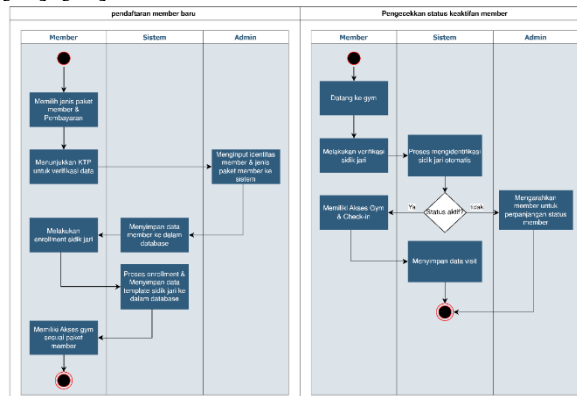 pendaftaran member baru
Member
Sistem
Admin
Memilih jenis paket
member &
Pembayaran
Menunjukkan KTP
untuk verifikasi data
Menginput identitas
member & jenis
paket member ke
sistem
Melakukan
enrollment sidik jari
Menyimpan data
member ke dalam
database
Proses enrollment &
Menyimpan data
template sidik jari ke
dalam database
Memiliki Akses gym
sesuai paket
member
Pengecekkan status keaktifan member
Member
Sistem
Admin
Datang ke gym
Melakukan verifikasi
sidik jari
Proses mengidentifikasi
sidik jari otomatis
Memiliki Akses Gym
& Check-in
Ya
Status aktif?
tidak
Mengarahkan
member untuk
perpanjangan status
member
Menyimpan data visit